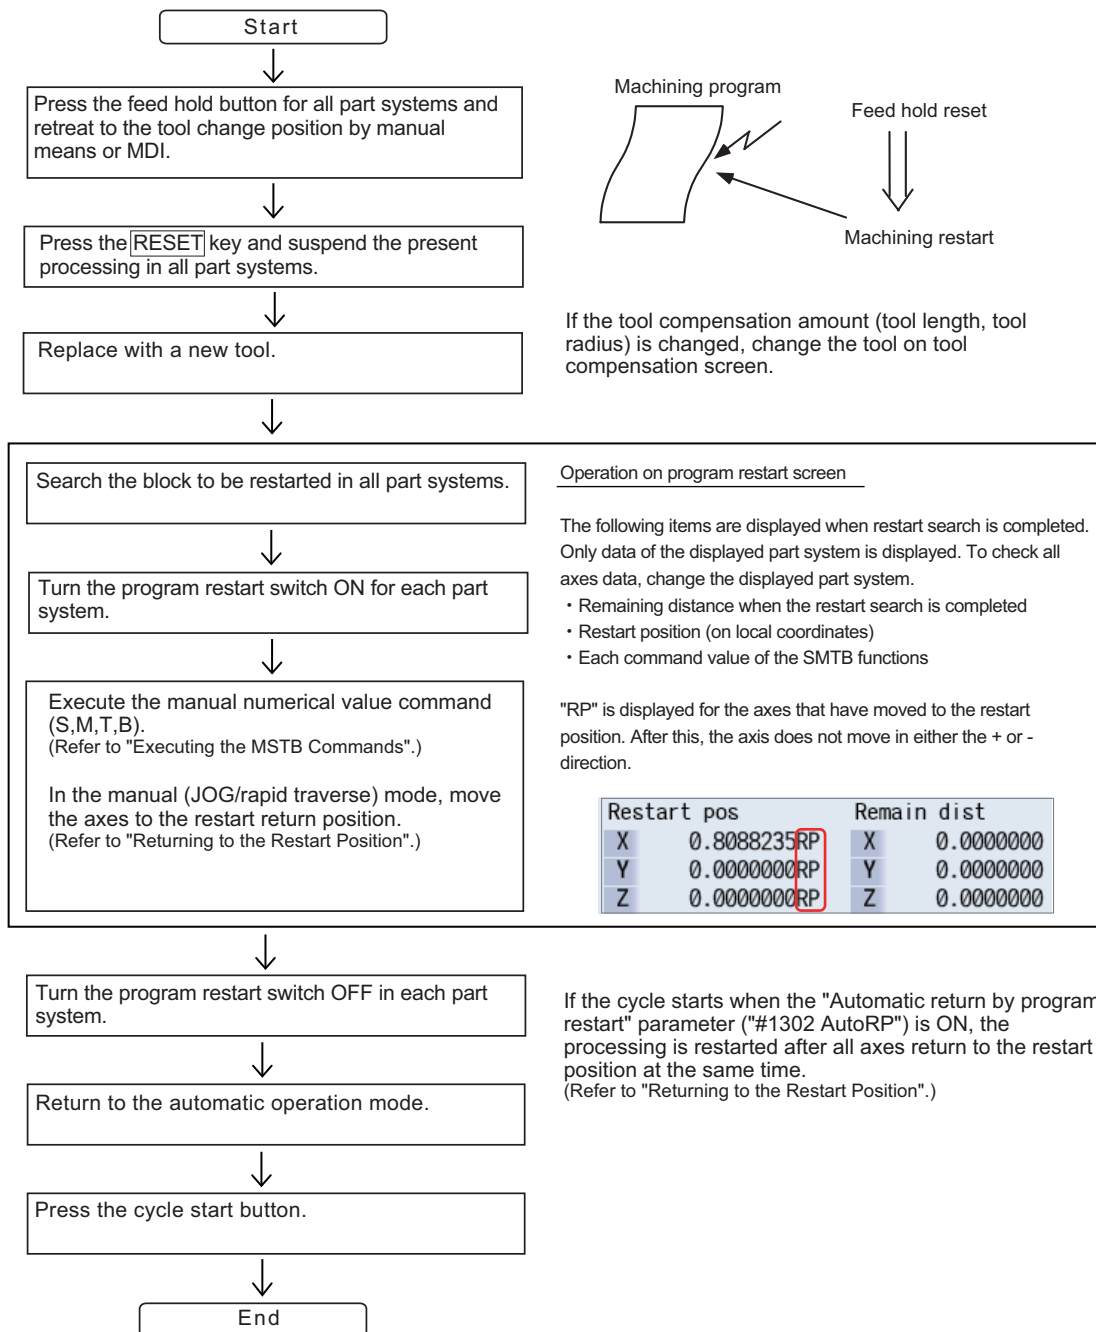 Start
Press the feed hold button for all part systems and
retreat to the tool change position by manual
means or MDI.
Machining program
Feed hold reset
Machining restart
Press the RESET key and suspend the present
processing in all part systems.
Replace with a new tool.
If the tool compensation amount (tool length, tool
radius) is changed, change the tool on tool
compensation screen.
Search the block to be restarted in all part systems.
Turn the program restart switch ON for each part
system.
Execute the manual numerical value command
(S,M,T,B).
(Refer to "Executing the MSTB Commands".)
In the manual (JOG/rapid traverse) mode, move
the axes to the restart return position.
(Refer to "Returning to the Restart Position".)
Operation on program restart screen
The following items are displayed when restart search is completed.
Only data of the displayed part system is displayed. To check all
axes data, change the displayed part system.
・Remaining distance when the restart search is completed
・Restart position (on local coordinates)
・Each command value of the SMTB functions
"RP" is displayed for the axes that have moved to the restart
position. After this, the axis does not move in either the + or -
direction.
Restart pos Remain dist
X 0.8088235RP X 0.0000000
Y 0.0000000RP Y 0.0000000
Z 0.0000000RP Z 0.0000000
Turn the program restart switch OFF in each part
system.
If the cycle starts when the "Automatic return by program
restart" parameter ("#1302 AutoRP") is ON, the
processing is restarted after all axes return to the restart
position at the same time.
(Refer to "Returning to the Restart Position".)
Return to the automatic operation mode.
Press the cycle start button.
End